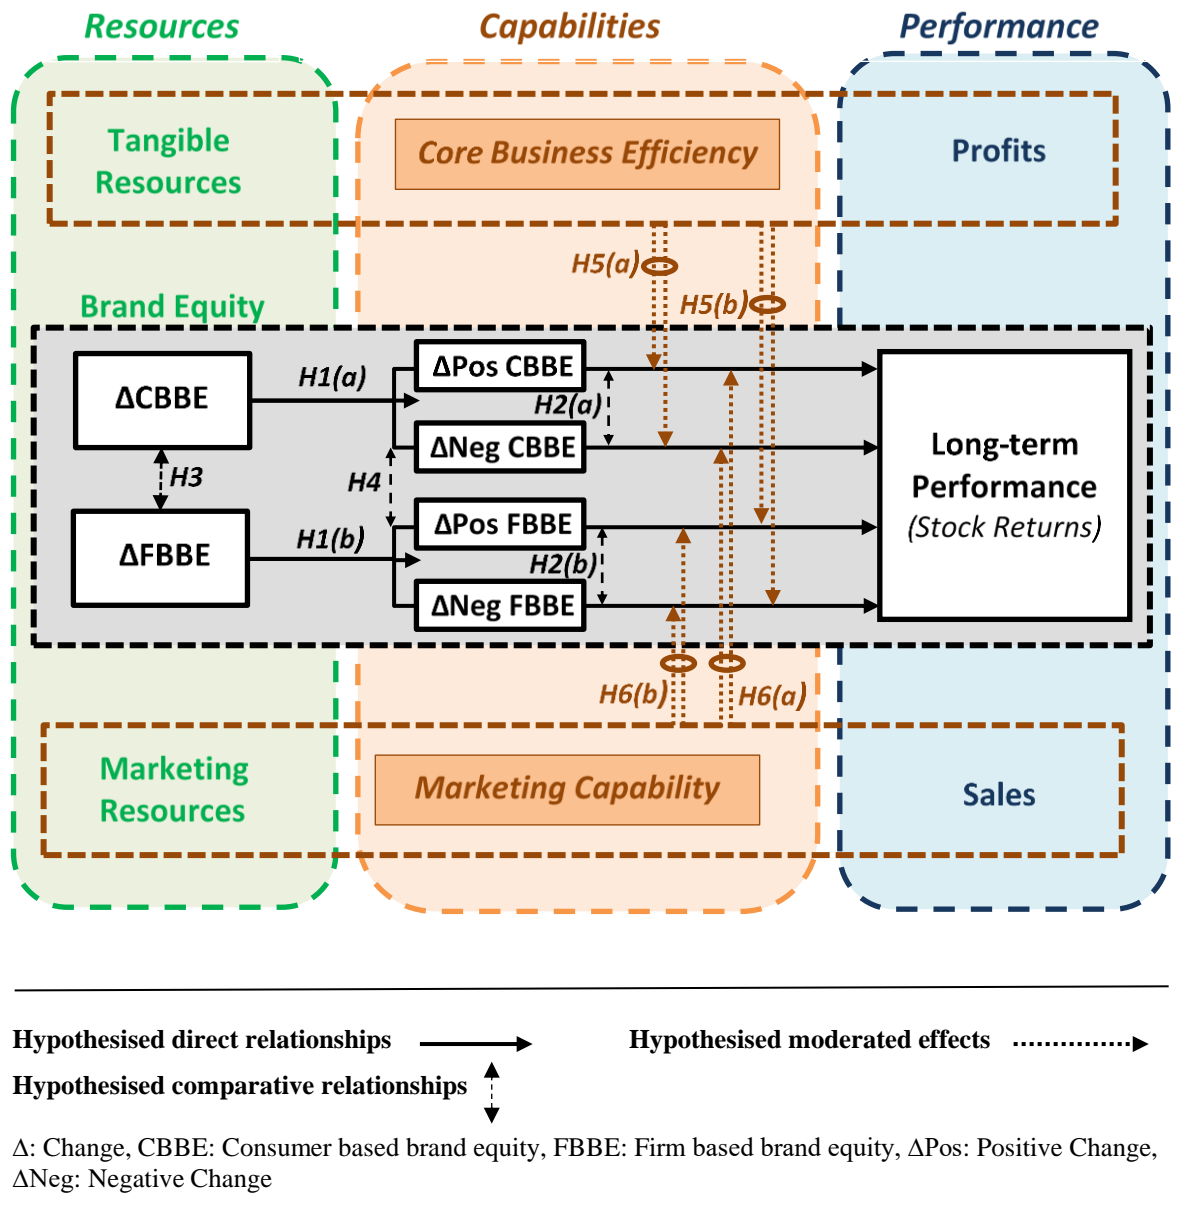 Resources
Capabilities
Performance
Tangible
Resources
Core Business Efficiency
Profits
H5(a)
H5(b)
Brand Equity
ΔCBBE
H1(a)
ΔPos CBBE
H2(a)
ΔNeg CBBE
H3
H4
ΔFBBE
H1(b)
ΔPos FBBE
H2(b)
ΔNeg FBBE
Long-term
Performance
(Stock Returns)
H6(b)
H6(a)
Marketing
Resources
Marketing Capability
Sales
Hypothesised direct relationships
Hypothesised moderated effects
Hypothesised comparative relationships
Δ: Change, CBBE: Consumer based brand equity, FBBE: Firm based brand equity, ΔPos: Positive Change,
ΔNeg: Negative Change